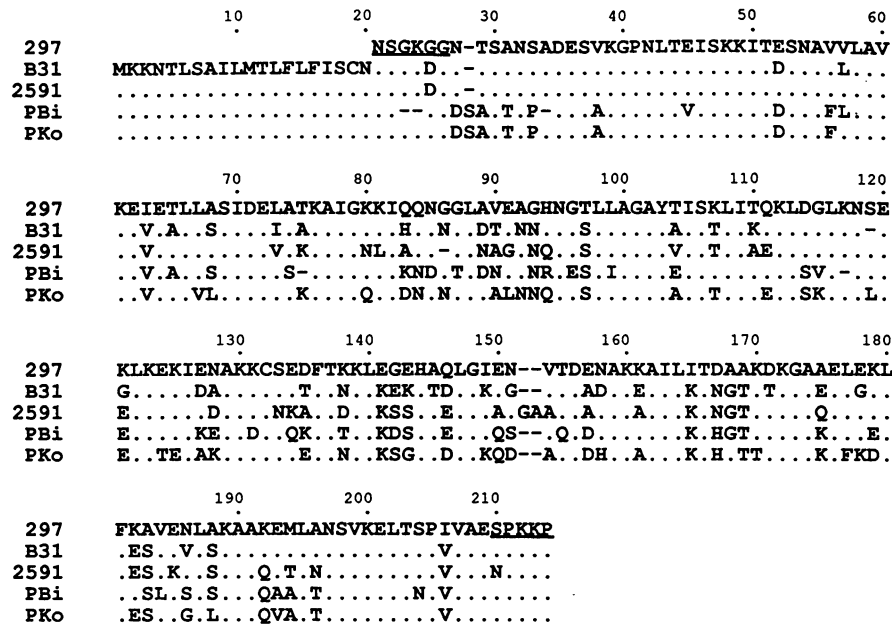 10 20 30 40 50 60
297 NSGKGGN-TSANSADESVKGPNLTEISKKITESNAVVLAV
B31 MKKNTLSAILMTLFLFISCN....D..-.......................D....L...
2591 ........................D..-................................
PBi ......................--..DSA.T.P-...A......V......D...FL...
PKo ..........................DSA.T.P....A.............D...F....
70 80 90 100 110 120
297 KEIETLLASIDELATKAIGKKIQQNGGLAVEAGHNGTLLAGAYTISKLITQKLDGLKNSE
B31 ..V.A..S....I.A.......H..N..DT.NN...S......A..T..K........-.
2591 ..V.........V.K....NL.A..-..NAG.NQ..S......V..T..AE.........
PBi ..V.A..S.....S-.......KND.T.DN..NR.ES.I....E.........SV.-...
PKo ..V...VL......K....Q..DN.N...ALNNQ..S......A..T...E..SK...L.
130 140 150 160 170 180
297 KLKEKIENAKKCSEDFTKKLEGEHAQLGIEN--VTDENAKKAILITDAAKDKGAAELEKL
B31 G.....DA......T..N..KEK.TD..K.G--...AD..E...K.NGT.T...E..G..
2591 E......D....NKA..D..KSS..E...A.GAA..A...A...K.NGT.....Q.....
PBi E.....KE..D..QK..T..KDS..E...QS--..Q.D.......K.HGT.....K...E.
PKo E..TE.AK......E..N..KSG..D..KQD--.A..DH..A...K.H.TT....K.FKD.
190 200 210
297 FKAVENLAKAAKEMLANSVKELTSPIVAESPKKP
B31 .ES..V.S.................V........
2591 .ES.K..S...Q.T.N.........V...N....
PBi ..SL.S.S...QAA.T.......N.V........
PKo .ES..G.L...QVA.T.........V........